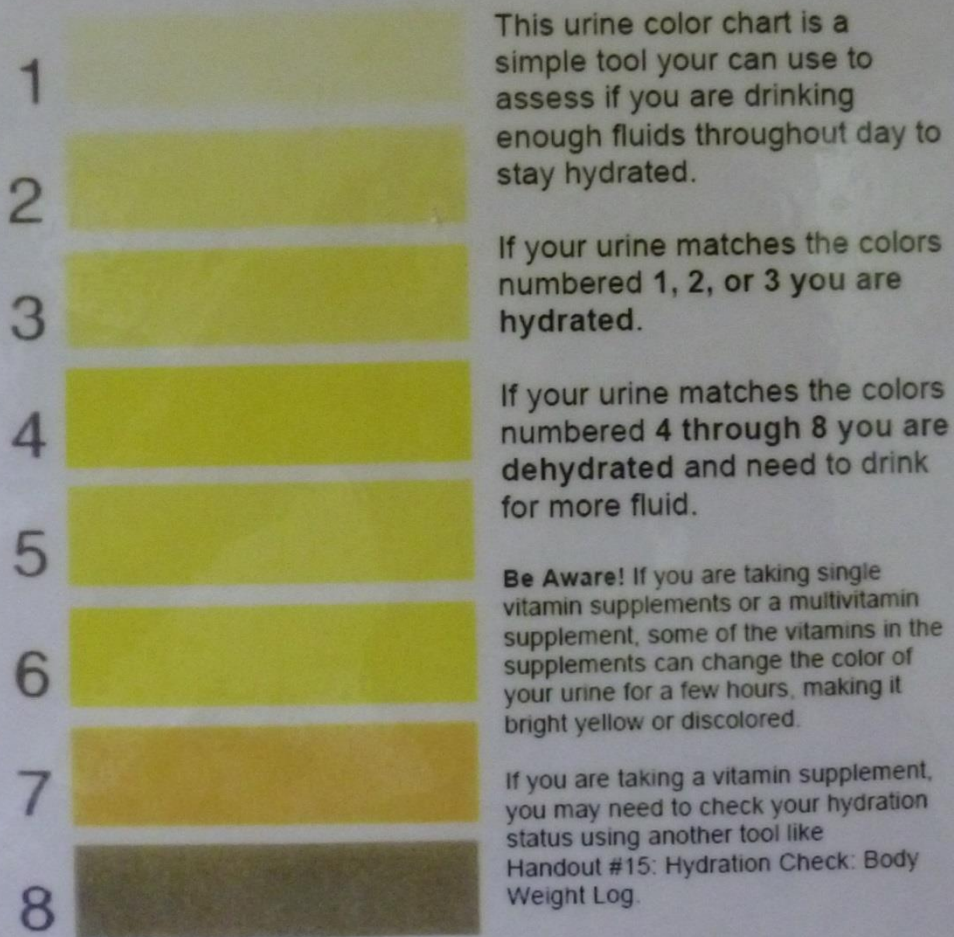 1
2
3
4
5
6
7
8
This urine color chart is a
simple tool your can use to
assess if you are drinking
enough fluids throughout day to
stay hydrated.
If your urine matches the colors
numbered 1, 2, or 3 you are
hydrated.
If your urine matches the colors
numbered 4 through 8 you are
dehydrated and need to drink
for more fluid.
Be Aware! If you are taking single
vitamin supplements or a multivitamin
supplement, some of the vitamins in the
supplements can change the color of
your urine for a few hours, making it
bright yellow or discolored.
If you are taking a vitamin supplement,
you may need to check your hydration
status using another tool like
Handout #15: Hydration Check: Body
Weight Log.